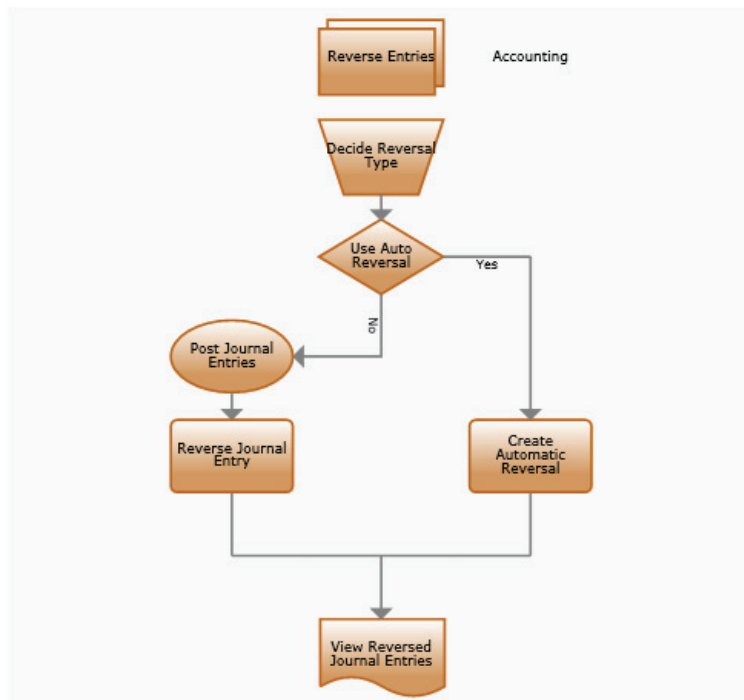 Reverse Entries
Accounting
Decide Reversal
Type
Use Auto
Reversal
Yes
No
Post Journal
Entries
Reverse Journal
Entry
Create
Automatic
Reversal
View Reversed
Journal Entries